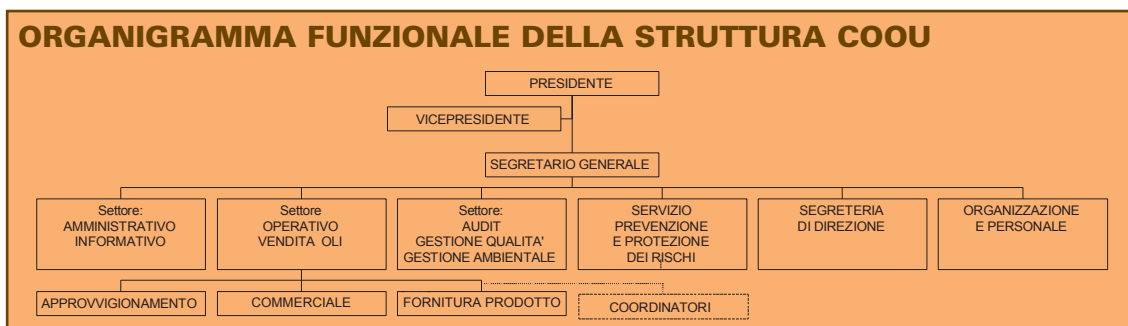 ORGANIGRAMMA FUNZIONALE DELLA STRUTTURA COOU
PRESIDENTE
VICEPRESIDENTE
SEGRETARIO GENERALE
Settore:
AMMINISTRATIVO
INFORMATIVO
Settore
OPERATIVO
VENDITA OLI
Settore:
AUDIT
GESTIONE QUALITA'
GESTIONE AMBIENTALE
SERVIZIO
PREVENZIONE
E PROTEZIONE
DEI RISCHI
SEGRETERIA
DI DIREZIONE
ORGANIZZAZIONE
E PERSONALE
APPROVVIGIONAMENTO
COMMERCIALE
FORNITURA PRODOTTO
COORDINATORI